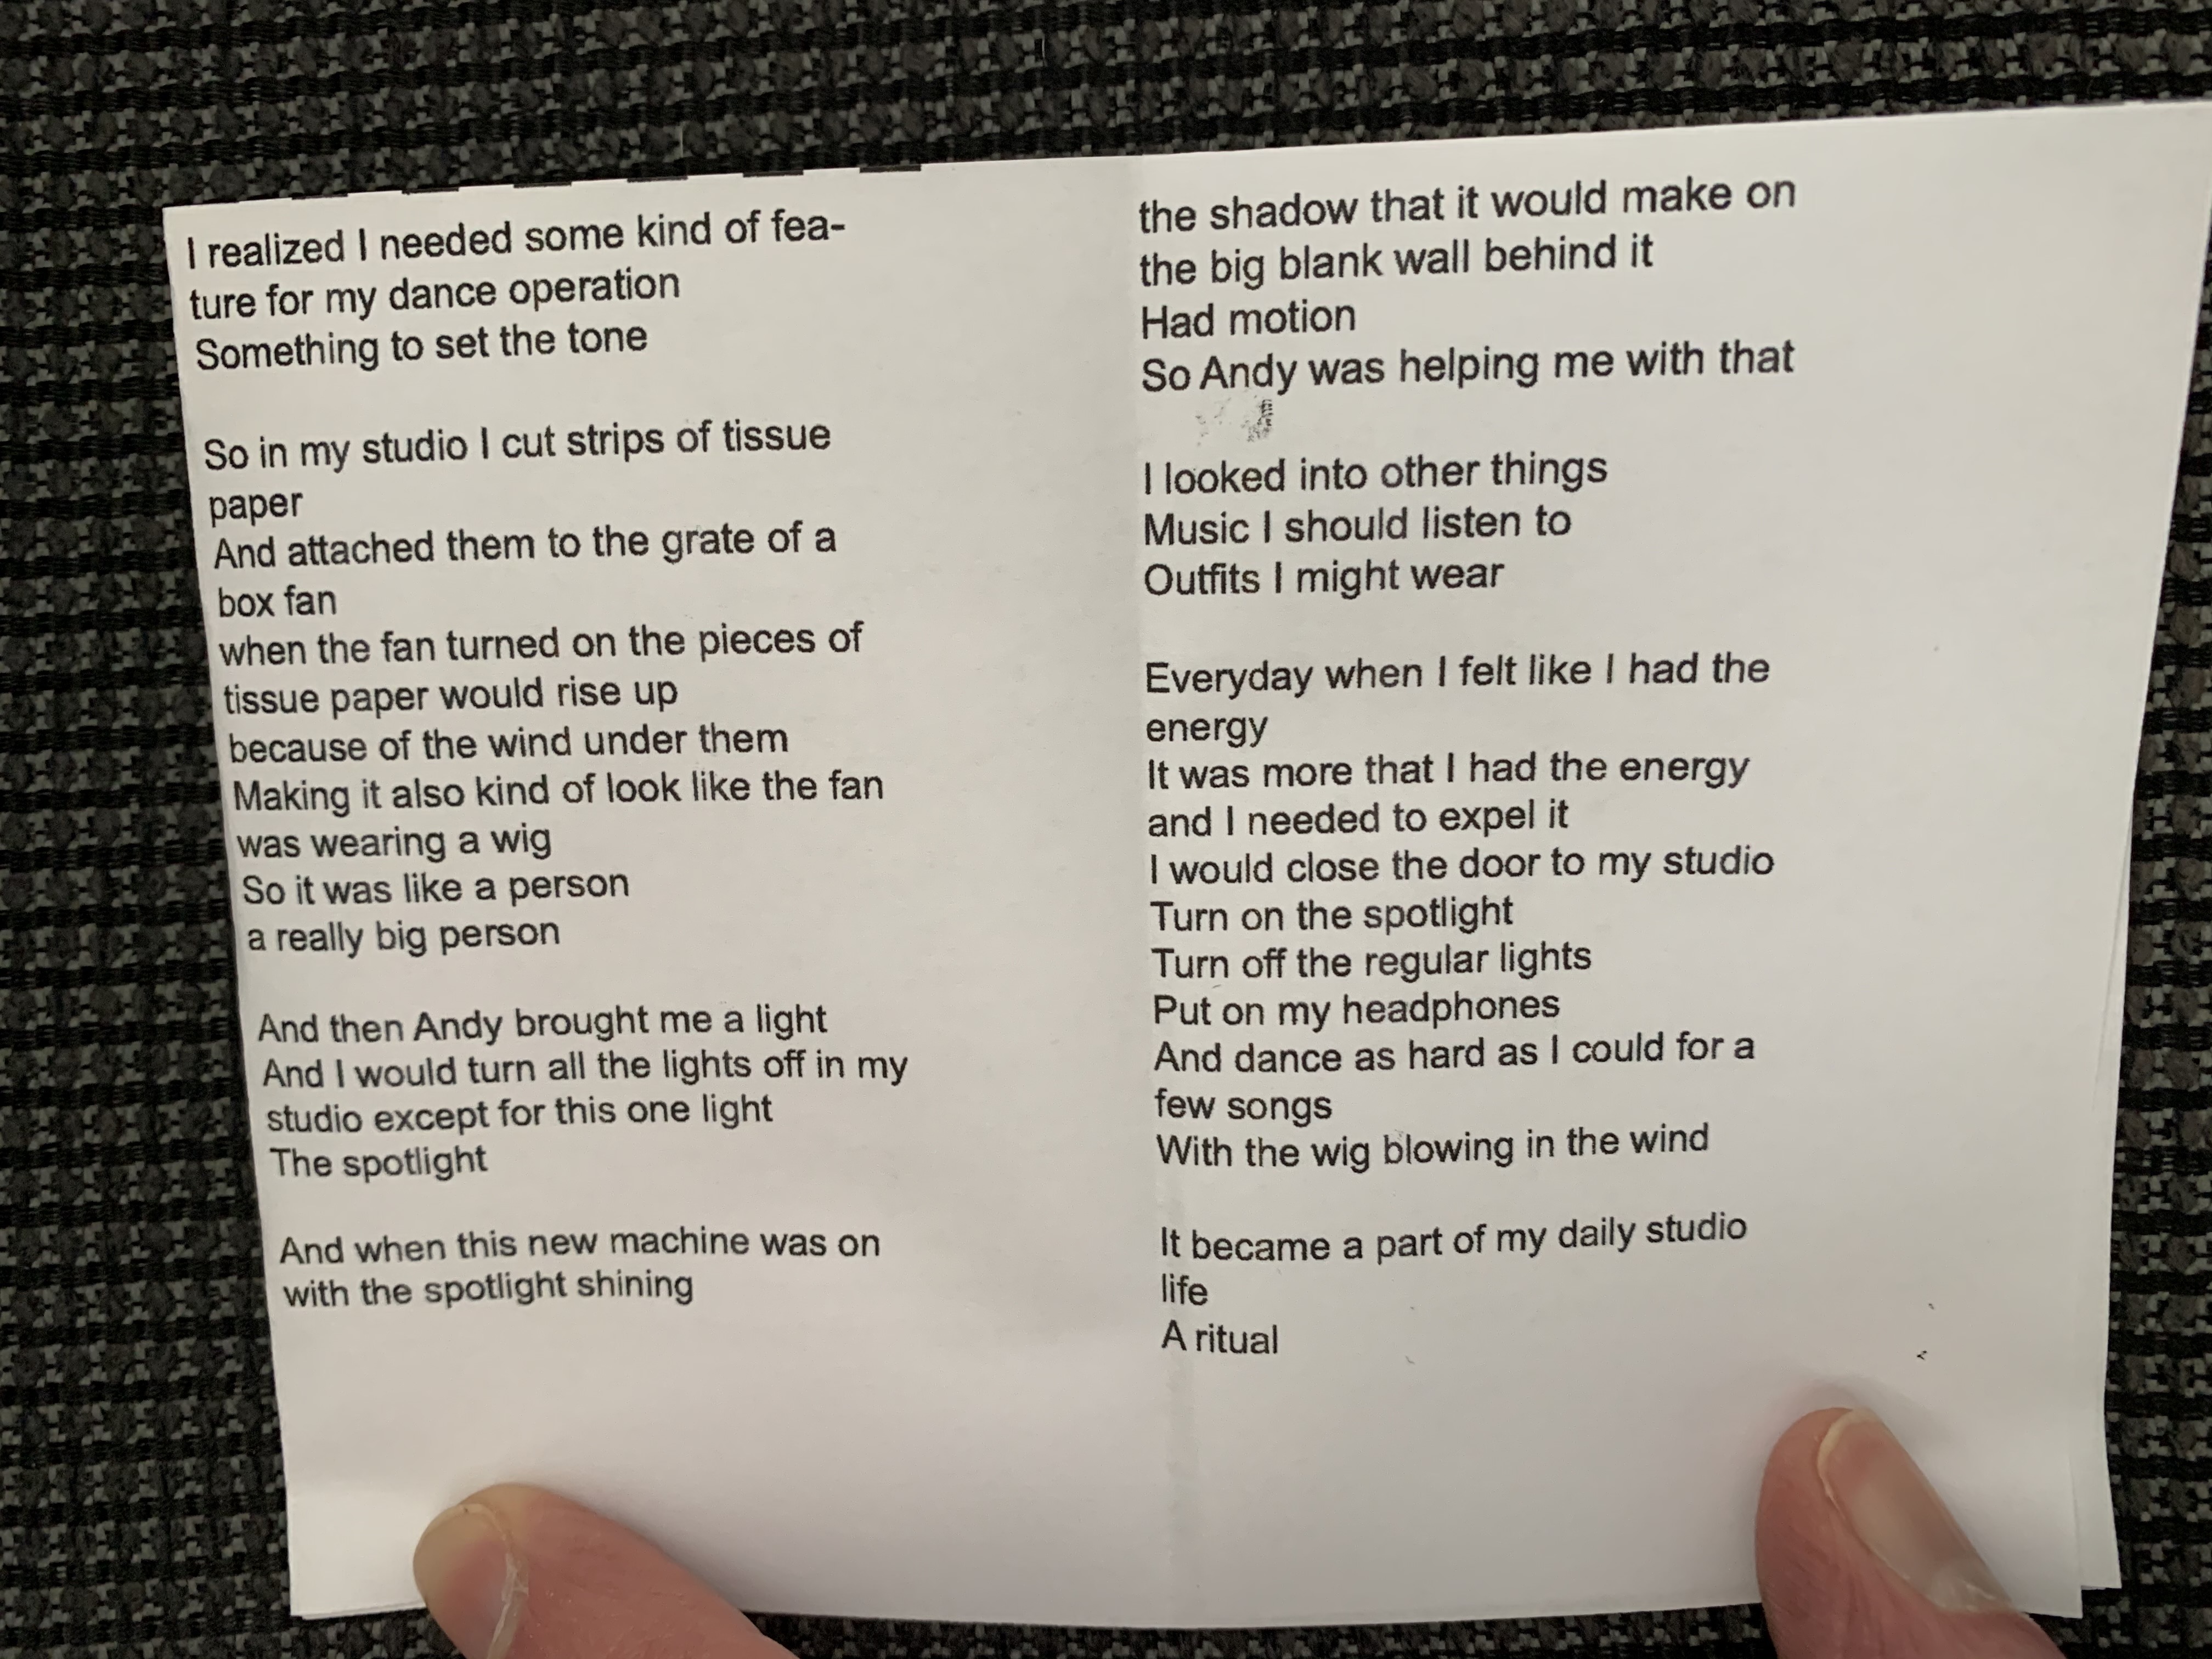 I realized I needed some kind of fea-
ture for my dance operation
Something to set the tone
So in my studio I cut strips of tissue
paper
And attached them to the grate of a
box fan
when the fan turned on the pieces of
tissue paper would rise up
because of the wind under them
Making it also kind of look like the fan
was wearing a wig
So it was like a person
a really big person
And then Andy brought me a light
And I would turn all the lights off in my
studio except for this one light
The spotlight
And when this new machine was on
with the spotlight shining
the shadow that it would make on
the big blank wall behind it
Had motion
So Andy was helping me with that
I looked into other things
Music I should listen to
Outfits I might wear
Everyday when I felt like I had the
energy
It was more that I had the energy
and I needed to expel it
I would close the door to my studio
Turn on the spotlight
Turn off the regular lights
Put on my headphones
And dance as hard as I could for a
few songs
With the wig blowing in the wind
It became a part of my daily studio
life
A ritual